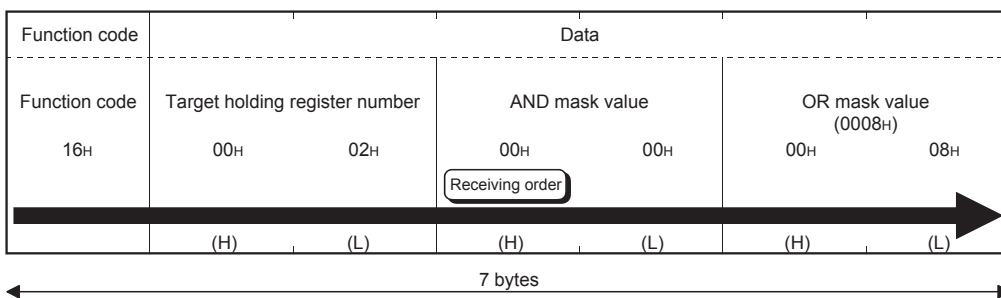 Function code Data
Function code Target holding register number AND mask value OR mask value
(0008H)
16H 00H 02H 00H 00H 00H 08H
Receiving order
(H) (L) (H) (L) (H) (L)
7 bytes